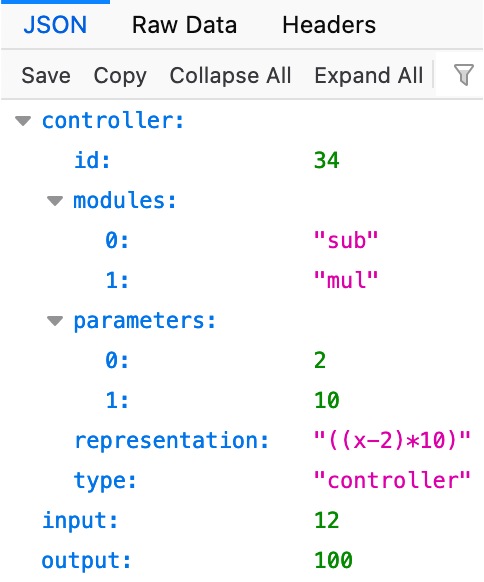 JSON Raw Data Headers
Save Copy Collapse All Expand All
controller:
id: 34
modules:
0: "sub"
1: "mul"
parameters:
0: 2
1: 10
representation: "((x-2)*10)"
type: "controller"
input: 12
output: 100